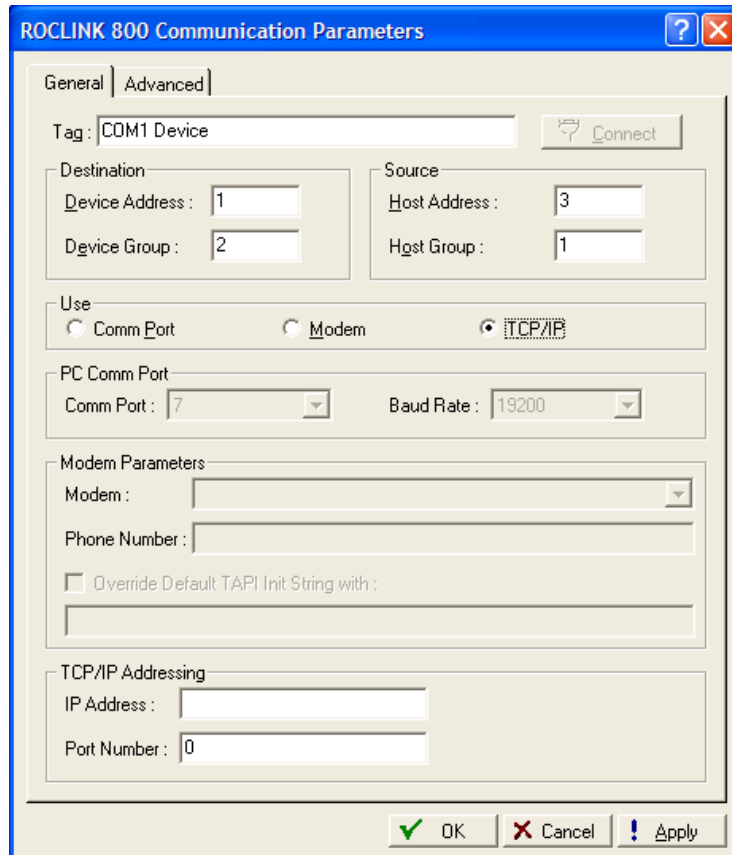 ROCLINK 800 Communication Parameters
General Advanced
Tag : COM1 Device Connect
Destination Source
Device Address : 1 Host Address : 3
Device Group : 2 Host Group : 1
Use
Comm Port Modem TCP/IP
PC Comm Port
Comm Port : 7 Baud Rate : 19200
Modem Parameters
Modem :
Phone Number :
Override Default TAPI Init String with :
TCP/IP Addressing
IP Address :
Port Number : 0
OK Cancel Apply